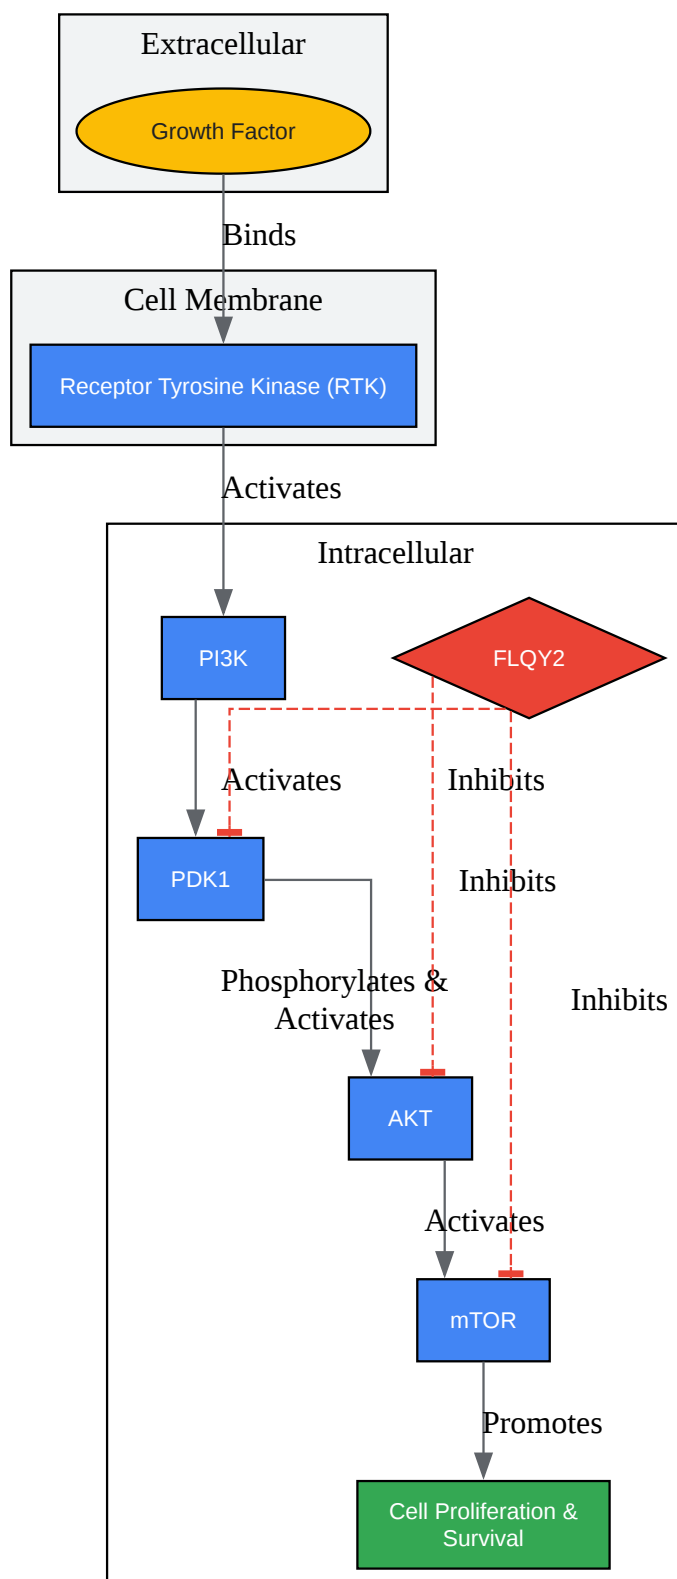 Extracellular
Growth Factor
Binds
Cell Membrane
Receptor Tyrosine Kinase (RTK)
Activates
Intracellular
PI3K
FLQY2
Activates
Inhibits
PDK1
Inhibits
Phosphorylates &
Activates
Inhibits
AKT
Activates
mTOR
Promotes
Cell Proliferation &
Survival